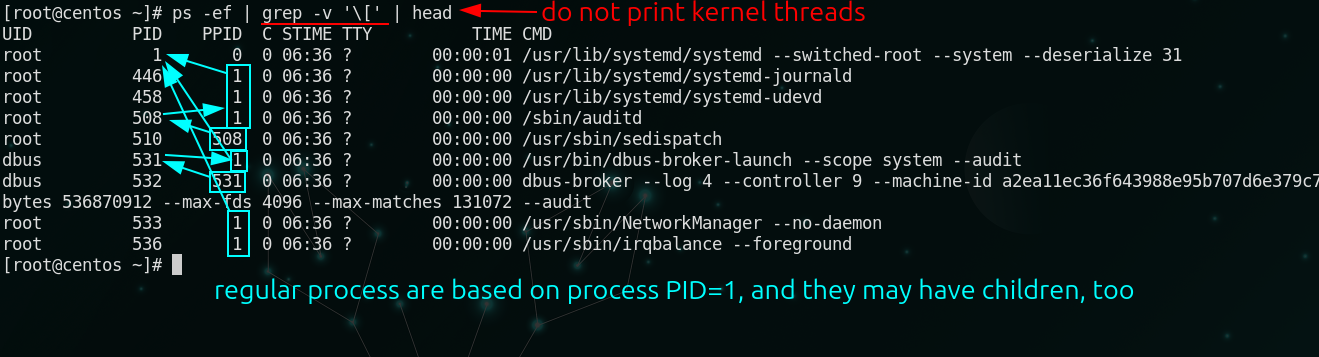 [root@centos ~]# ps -ef | grep -v '\[' | head
do not print kernel threads
UID          PID    PPID  C STIME TTY          TIME CMD
root           1       0  0 06:36 ?        00:00:01 /usr/lib/systemd/systemd --switched-root --system --deserialize 31
root         446       1  0 06:36 ?        00:00:00 /usr/lib/systemd/systemd-journald
root         458       1  0 06:36 ?        00:00:00 /usr/lib/systemd/systemd-udevd
root         508       1  0 06:36 ?        00:00:00 /sbin/auditd
root         510     508  0 06:36 ?        00:00:00 /usr/sbin/sedispatch
dbus         531       1  0 06:36 ?        00:00:00 /usr/bin/dbus-broker-launch --scope system --audit
dbus         532     531  0 06:36 ?        00:00:00 dbus-broker --log 4 --controller 9 --machine-id a2ea11ec36f643988e95b707d6e379c7
bytes 536870912 --max-fds 4096 --max-matches 131072 --audit
root         533       1  0 06:36 ?        00:00:00 /usr/sbin/NetworkManager --no-daemon
root         536       1  0 06:36 ?        00:00:00 /usr/sbin/irqbalance --foreground
[root@centos ~]#
regular process are based on process PID=1, and they may have children, too